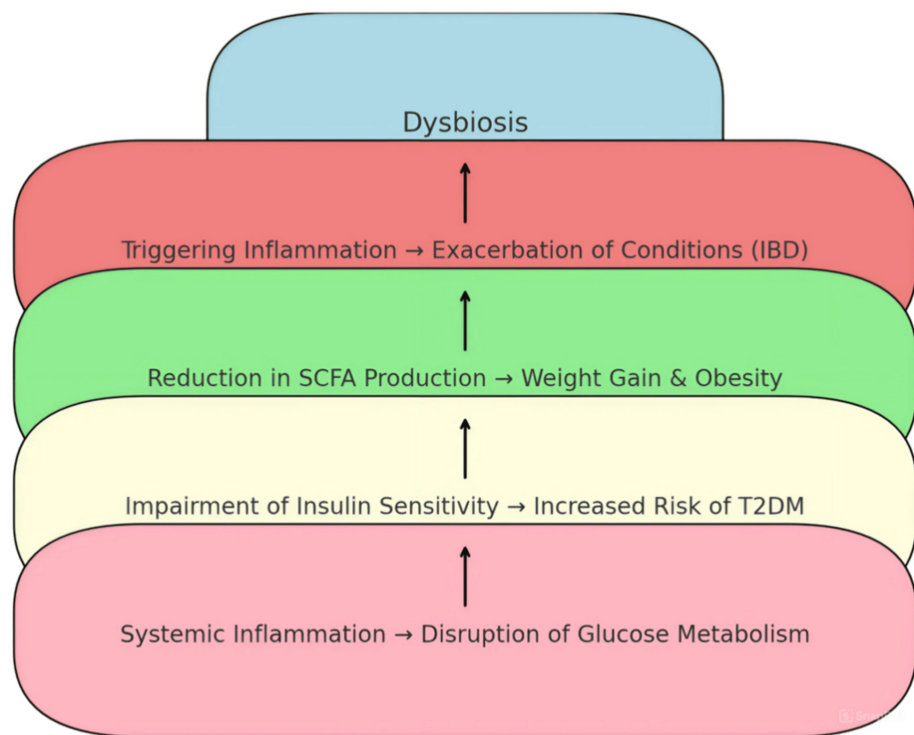 Dysbiosis
Triggering Inflammation → Exacerbation of Conditions (IBD)
Reduction in SCFA Production → Weight Gain & Obesity
Impairment of Insulin Sensitivity → Increased Risk of T2DM
Systemic Inflammation → Disruption of Glucose Metabolism